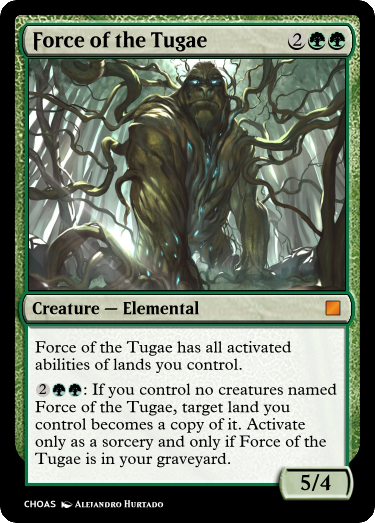 Force of the Tugae 2
Creature — Elemental
Force of the Tugae has all activated
abilities of lands you control.
2: If you control no creatures named
Force of the Tugae, target land you
control becomes a copy of it. Activate
only as a sorcery and only if Force of the
Tugae is in your graveyard.
5/4
CHOAS Alejandro Hurtado